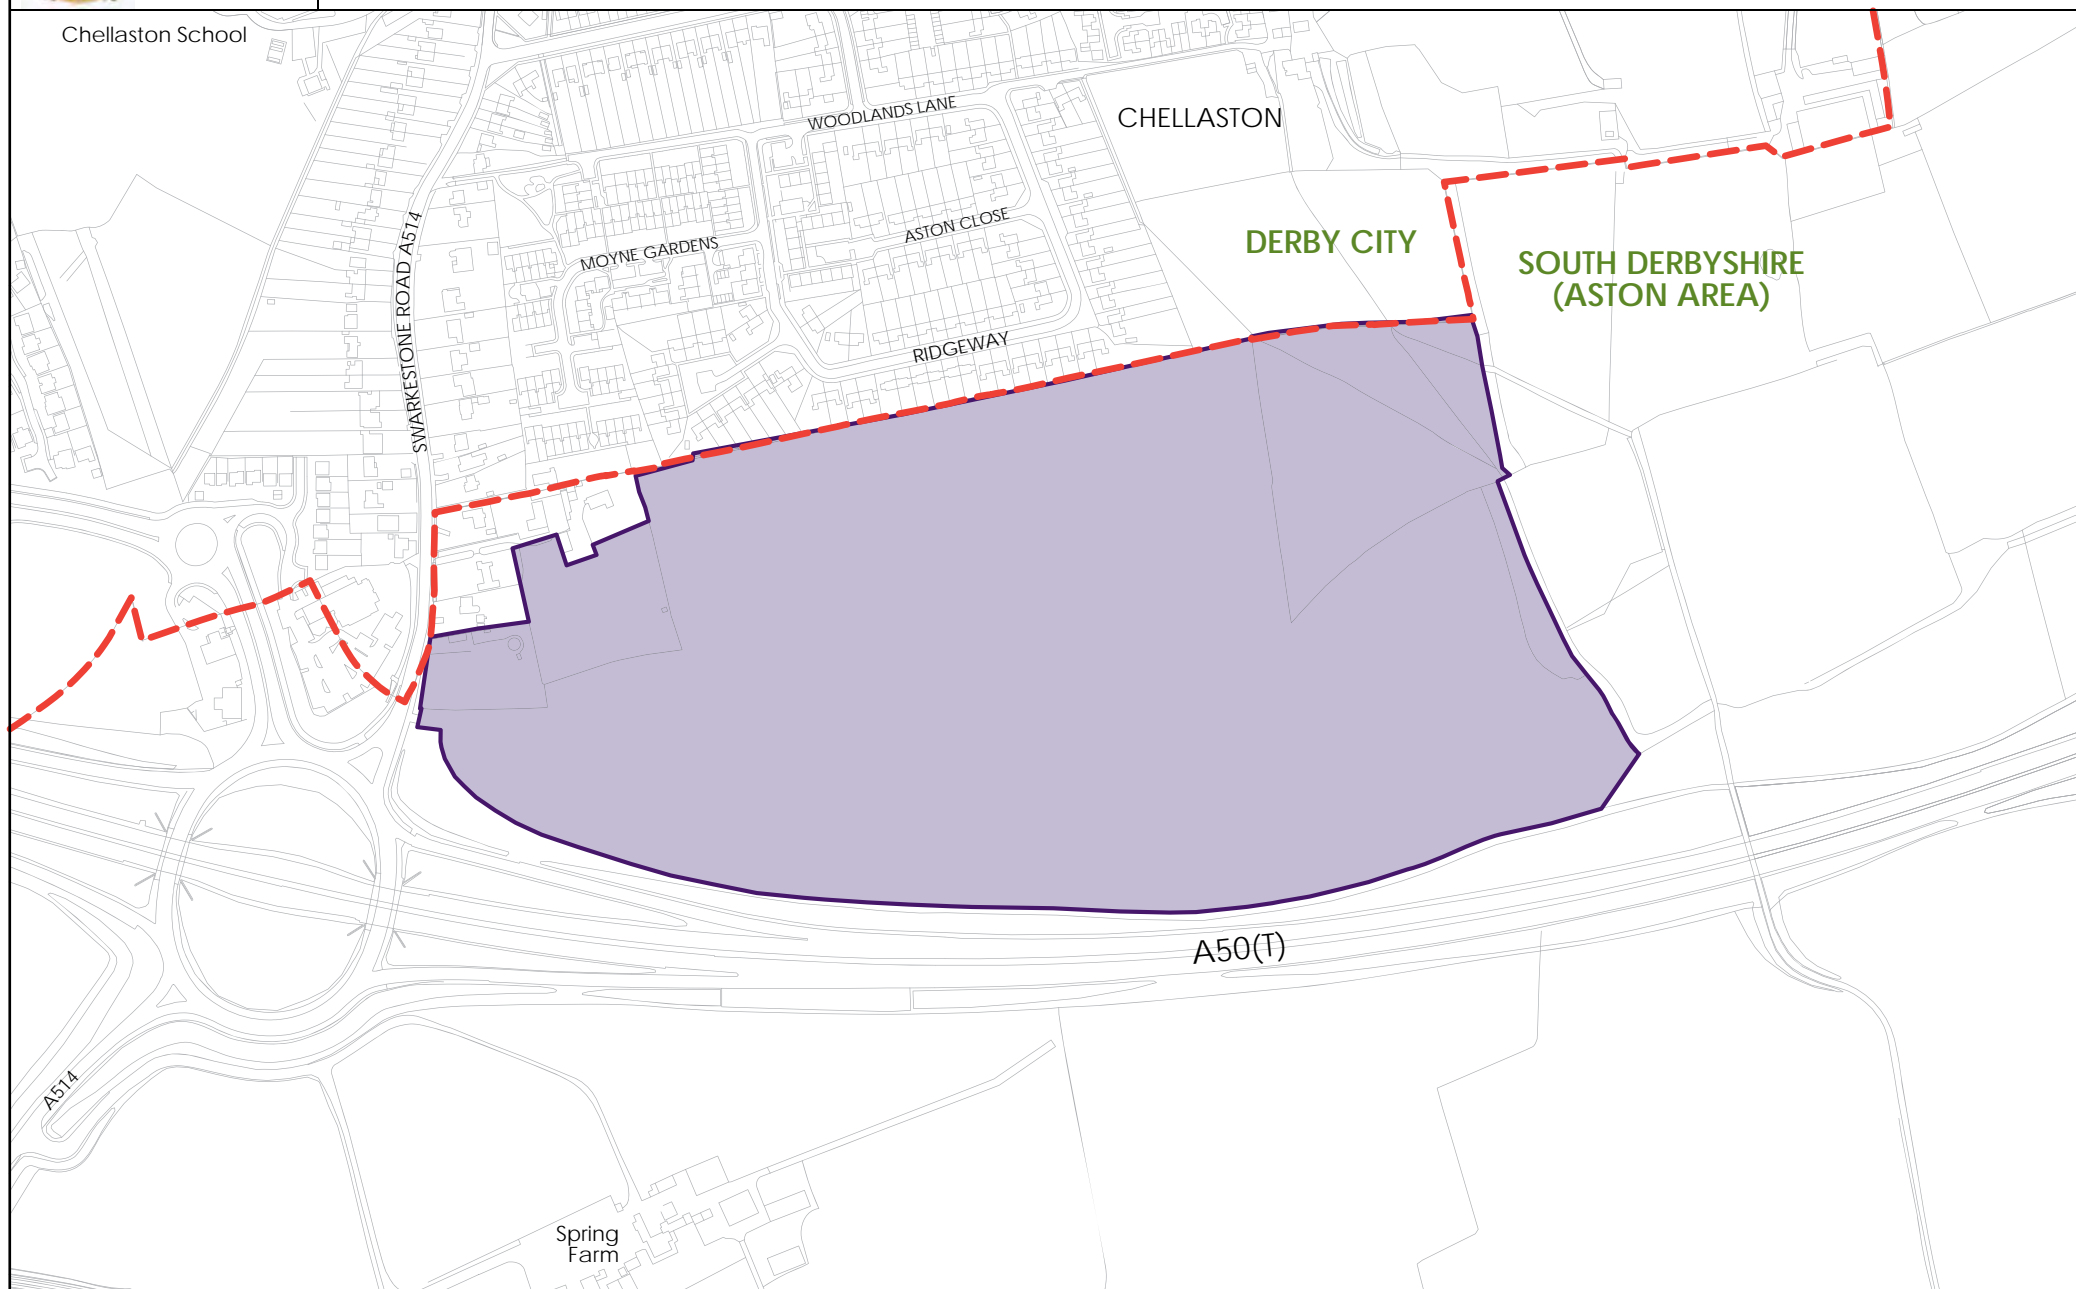 Chellaston School
WOODLANDS LANE
CHELLASTON
SWARKESTONE ROAD A514
MOYNE GARDENS
ASTON CLOSE
DERBY CITY
SOUTH DERBYSHIRE
(ASTON AREA)
RIDGEWAY
A50(T)
A514
Spring
Farm